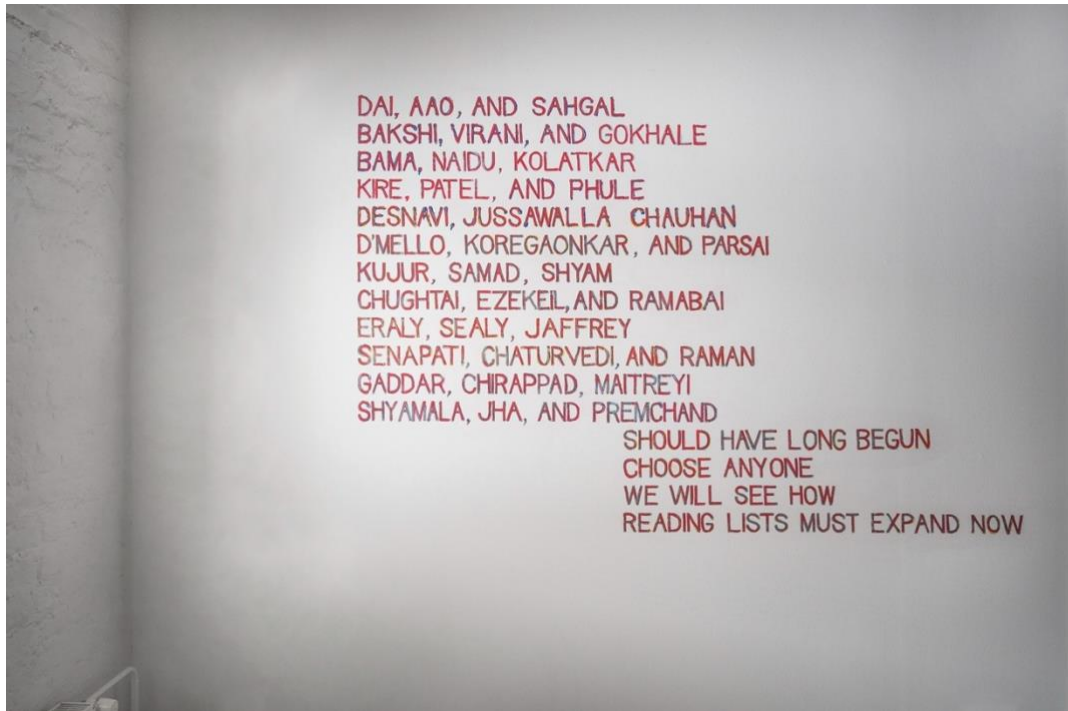 DAI, AAO, AND SAHGAL
BAKSHI, VIRANI, AND GOKHALE
BAMA, NAIDU, KOLATKAR
KIRE, PATEL, AND PHULE
DESNAVI, JUSSAWALLA CHAUHAN
D'MELLO, KOREGAONKAR, AND PARSAI
KUJUR, SAMAD, SHYAM
CHUGHTAI, EZEKEIL, AND RAMABAI
ERALY, SEALY, JAFFREY
SENAPATI, CHATURVEDI, AND RAMAN
GADDAR, CHIRAPPAD, MAITREYI
SHYAMALA, JHA, AND PREMCHAND
SHOULD HAVE LONG BEGUN
CHOOSE ANYONE
WE WILL SEE HOW
READING LISTS MUST EXPAND NOW